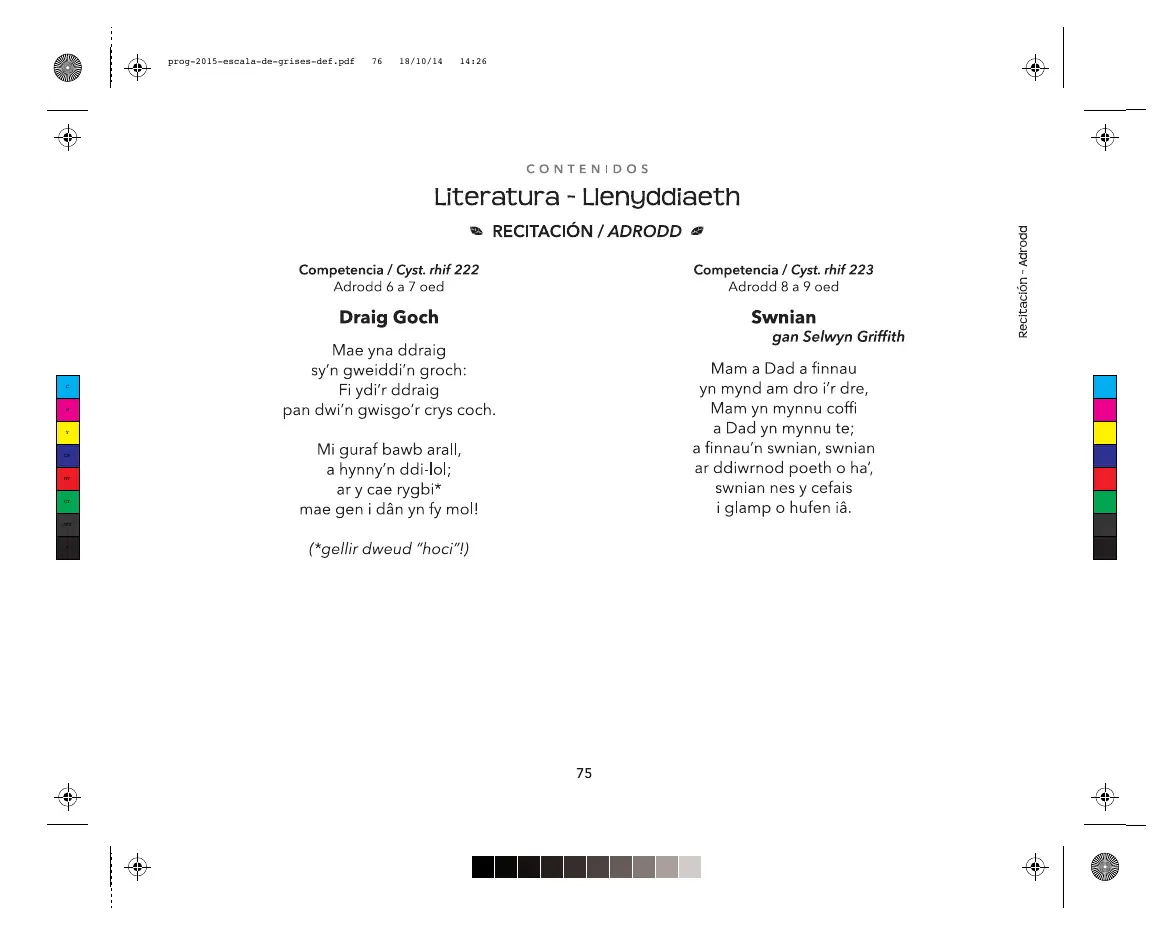 prog-2015-escala-de-grises-def.pdf 76 18/10/14 14:26
CONTENIDOS
Literatura - Llenyddiaeth
RECITACIÓN / ADRODD
Competencia / Cyst. rhif 222
Adrodd 6 a 7 oed
Draig Goch
Mae yna ddraig
sy’n gweiddi’n groch:
Fi ydi’r ddraig
pan dwi’n gwisgo’r crys coch.
Mi guraf bawb arall,
a hynny’n ddi-lol;
ar y cae rygbi*
mae gen i dân yn fy mol!
(*gellir dweud “hoci”!)
Competencia / Cyst. rhif 223
Adrodd 8 a 9 oed
Swnian
gan Selwyn Griffith
Mam a Dad a finnau
yn mynd am dro i’r dre,
Mam yn mynnu coffi
a Dad yn mynnu te;
a finnau’n swnian, swnian
ar ddiwrnod poeth o ha’,
swnian nes y cefais
i glamp o hufen iâ.
Recitación - Adrodd
75